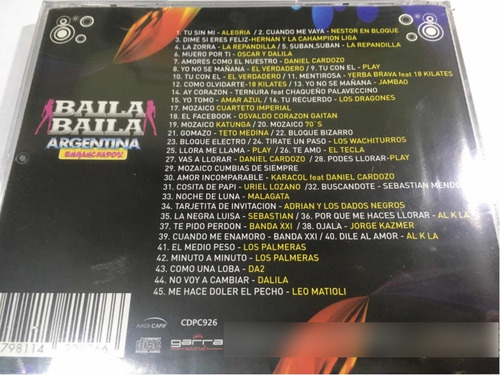 1. TU SIN MI - ALEGRIA / 2. CUANDO ME VAYA - NESTOR EN BLOQUE
3. DIME SI ERES FELIZ-HERNAN Y LA CAHAMPION LIGA
4. LA ZORRA - LA REPANDILLA / 5. SUBAN,SUBAN - LA REPANDILLA
6. MUERO POR TI - OSCAR Y DALILA
7. AMORES COMO EL NUESTRO - DANIEL CARDOZO
8. YO NO SE MAÑANA - EL VERDADERO / 9. TU CON EL - PLAY
10. TU CON EL - EL VERDADERO / 11. MENTIROSA - YERBA BRAVA feat 18 KILATES
12. COMO OLVIDARTE-18 KILATES / 13. YO NO SE MAÑANA - JAMBAO
14. AY CORAZON - TERNURA feat CHAQUEÑO PALAVECCINO
15. YO TOMO - AMAR AZUL / 16. TU RECUERDO - LOS DRAGONES
17. MOZAICO CUARTETO IMPERIAL
18. EL FACEBOOK - OSVALDO CORAZON GAITAN
19. MOZAICO KATUNGA / 20. MOZAICO 70´S
21. GOMAZO - TETO MEDINA / 22. BLOQUE BIZARRO
23. BLOQUE ELECTRO / 24. TIRATE UN PASO - LOS WACHITURROS
25. LLORA ME LLAMA - PLAY / 26. TE AMO - EL TECLA
27. VAS A LLORAR - DANIEL CARDOZO / 28. PODES LLORAR-PLAY
29. MOZAICO CUMBIAS DE SIEMPRE
30. AMOR INCOMPARABLE - KARACOL feat DANIEL CARDOZO
31. COSITA DE PAPI - URIEL LOZANO /32. BUSCANDOTE - SEBASTIAN MENDO
33. NOCHE DE LUNA - MALAGATA
34. TARJETITA DE INVITACION - ADRIAN Y LOS DADOS NEGROS
35. LA NEGRA LUISA - SEBASTIAN / 36. POR QUE ME HACES LLORAR - AL K LA
37. TE PIDO PERDON - BANDA XXI / 38. OJALA - JORGE KAZMER
39. CUANDO ME ENAMORO - BANDA XXI / 40. DILE AL AMOR - AL K LA
41. EL MEDIO PESO - LOS PALMERAS
42. MINUTO A MINUTO - LOS PALMERAS
43. COMO UNA LOBA - DA2
44. NO VOY A CAMBIAR - DALILA
45. ME HACE DOLER EL PECHO - LEO MATIOLI
BAILA
BAILA
ARGENTINA
ENGANCHADOS!
AADI CAPIF
CDPC926
garra
798114